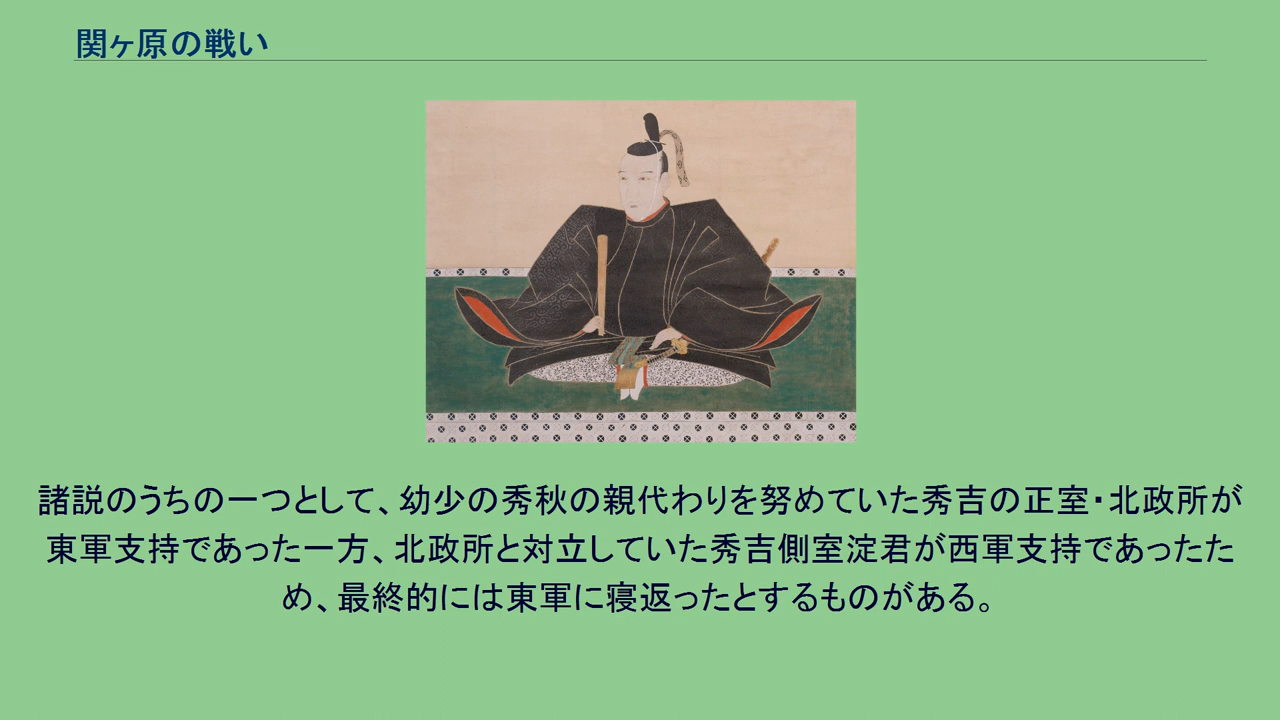 関ヶ原の戦い
諸説のうちの一つとして、幼少の秀秋の親代わりを努めていた秀吉の正室・北政所が
東軍支持であった一方、北政所と対立していた秀吉側室淀君が西軍支持であったた
め、最終的には東軍に寝返ったとするものがある。